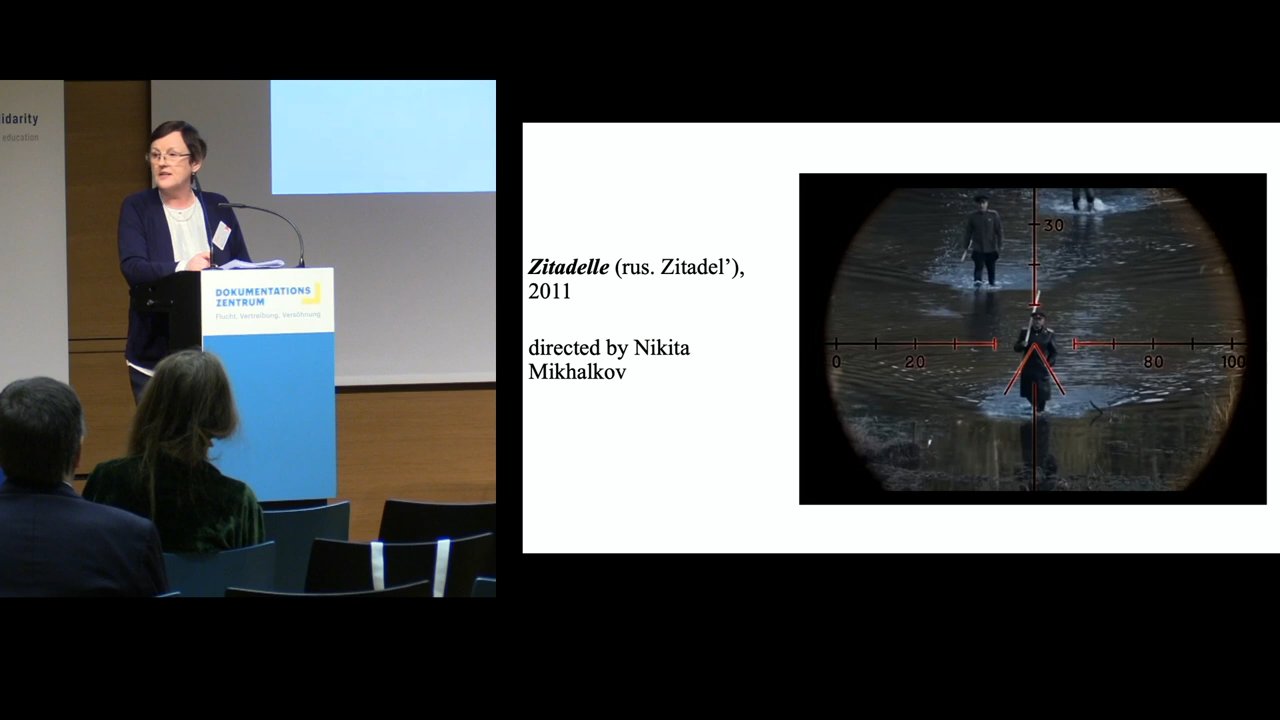 lidarity
education
DOKUMENTATIONS
ZENTRUM
Flucht, Vertreibung, Versöhnung
Zitadelle (rus. Zitadel’),
2011
directed by Nikita
Mikhalkov
30
0
20
80
100